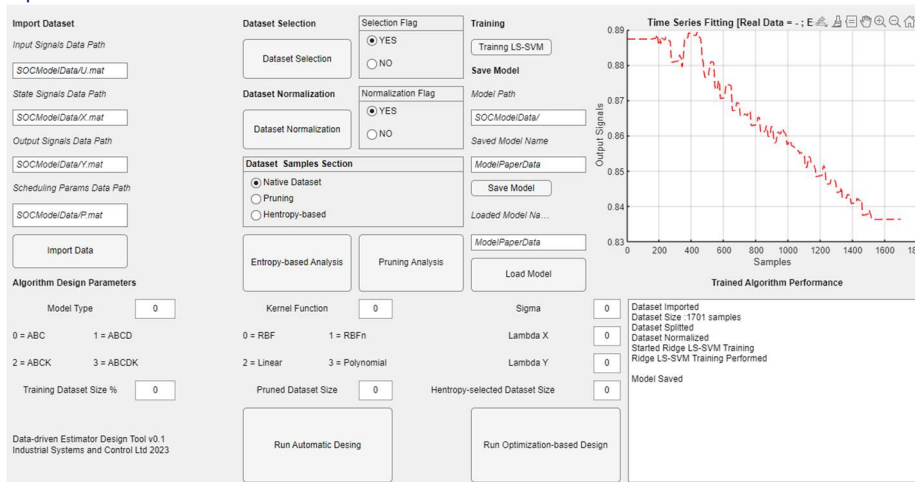 Import Dataset
Input Signals Data Path
SOCModelData/U.mat
State Signals Data Path
SOCModelData/X.mat
Output Signals Data Path
SOCModelData/Y.mat
Scheduling Params Data Path
SOCModelData/P.mat
Import Data
Dataset Selection
Selection Flag
Dataset Selection
YES
NO
Dataset Normalization
Normalization Flag
Dataset Normalization
YES
NO
Dataset Samples Section
Native Dataset
Pruning
Hentropy-based
Entropy-based Analysis
Pruning Analysis
Training
Trainng LS-SVM
Save Model
Model Path
SOCModelData/
Saved Model Name
ModelPaperData
Save Model
Loaded Model Na...
ModelPaperData
Load Model
Time Series Fitting [Real Data = - ; E
Output Signals
0.89
0.88
0.87
0.86
0.85
0.84
0.83
0 200 400 600 800 1000 1200 1400 1600
Samples
Algorithm Design Parameters
Model Type 0
0 = ABC 1 = ABCD
2 = ABCK 3 = ABCDK
Training Dataset Size % 0
Kernel Function 0
0 = RBF 1 = RBFn
2 = Linear 3 = Polynomial
Pruned Dataset Size 0
Sigma 0
Lambda X 0
Lambda Y 0
Hentropy-selected Dataset Size 0
Trained Algorithm Performance
Dataset Imported
Dataset Size :1701 samples
Dataset Splitted
Dataset Normalized
Started Ridge LS-SVM Training
Ridge LS-SVM Training Performed
Model Saved
Data-driven Estimator Design Tool v0.1
Industrial Systems and Control Ltd 2023
Run Automatic Desing
Run Optimization-based Design